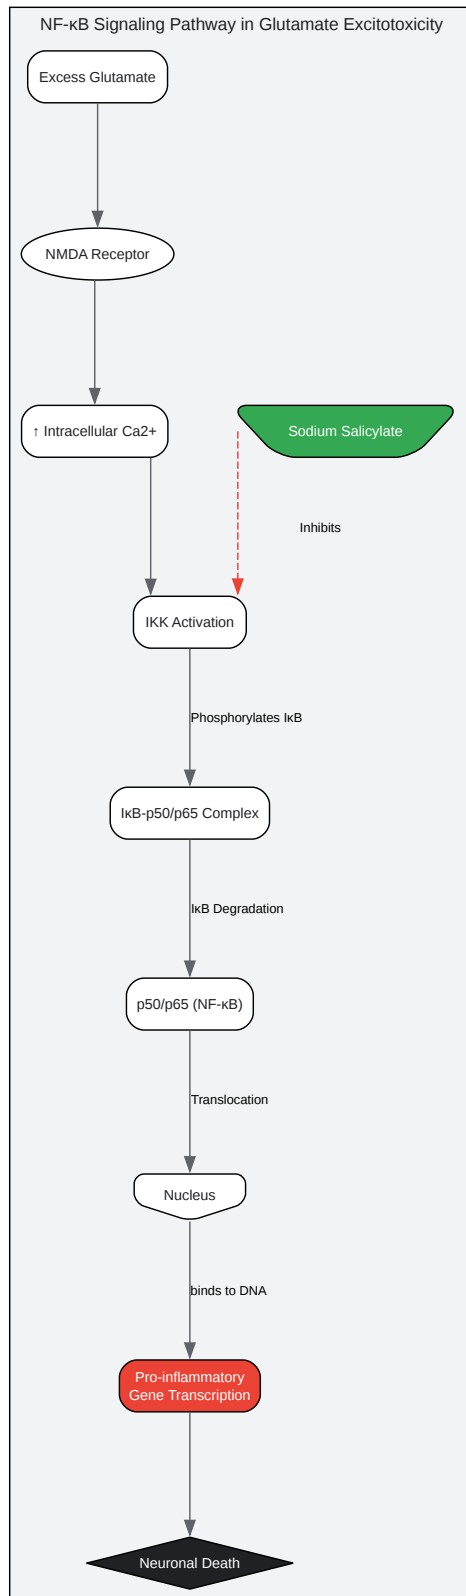 NF-κB Signaling Pathway in Glutamate Excitotoxicity
Excess Glutamate
NMDA Receptor
↑ Intracellular Ca2+
Sodium Salicylate
Inhibits
IKK Activation
Phosphorylates IκB
IκB-p50/p65 Complex
IκB Degradation
p50/p65 (NF-κB)
Translocation
Nucleus
binds to DNA
Pro-inflammatory
Gene Transcription
Neuronal Death